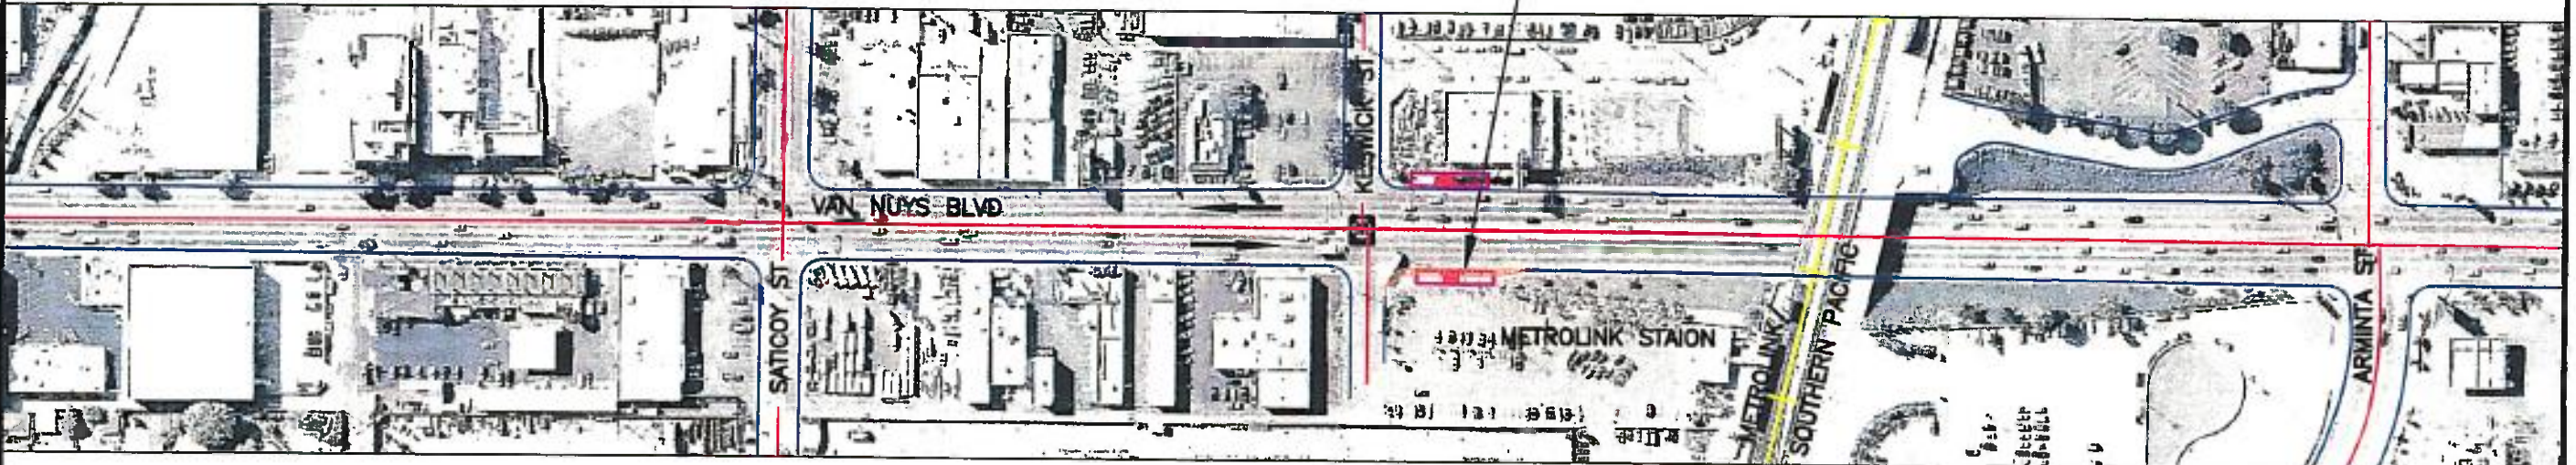 KESWICK ST
VAN NUYS BLVD
SATICOY ST
METROLINK STAION
METROLINK
SOUTHERN PACIFIC
ARMINTA ST